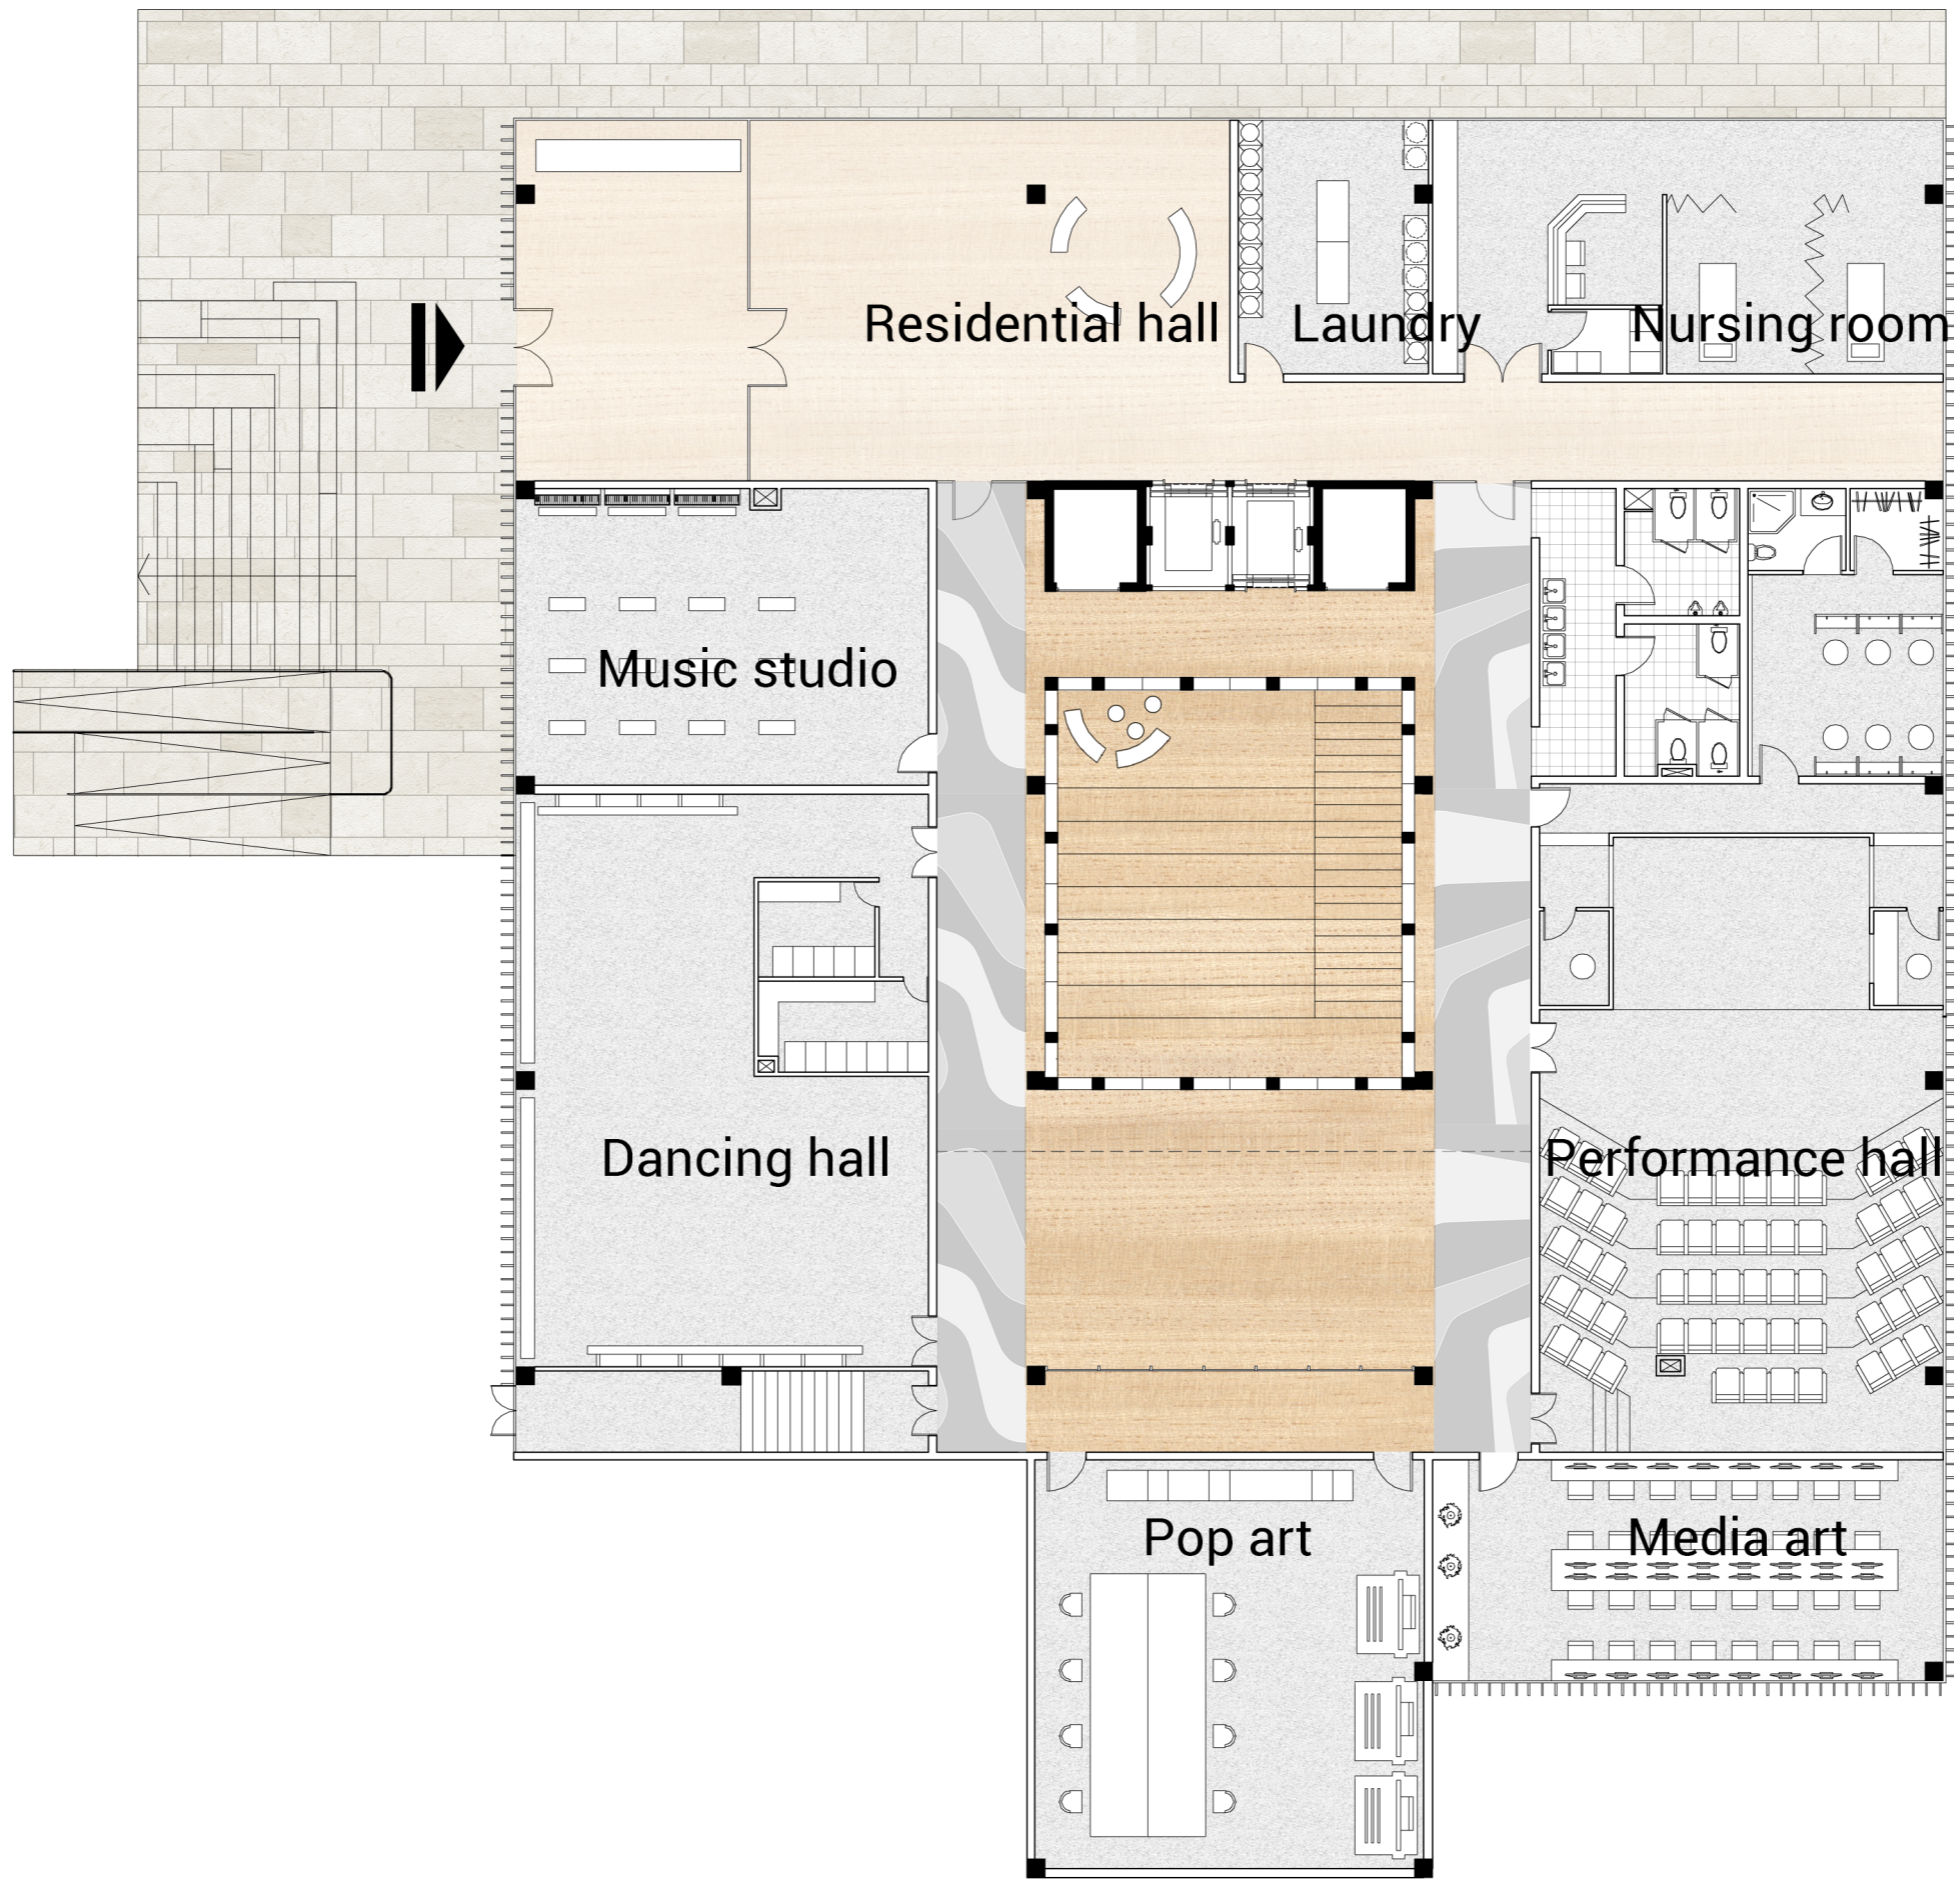 Residential hall
Laundry
Nursing room
Music studio
Dancing hall
Performance hall
Pop art
Media art